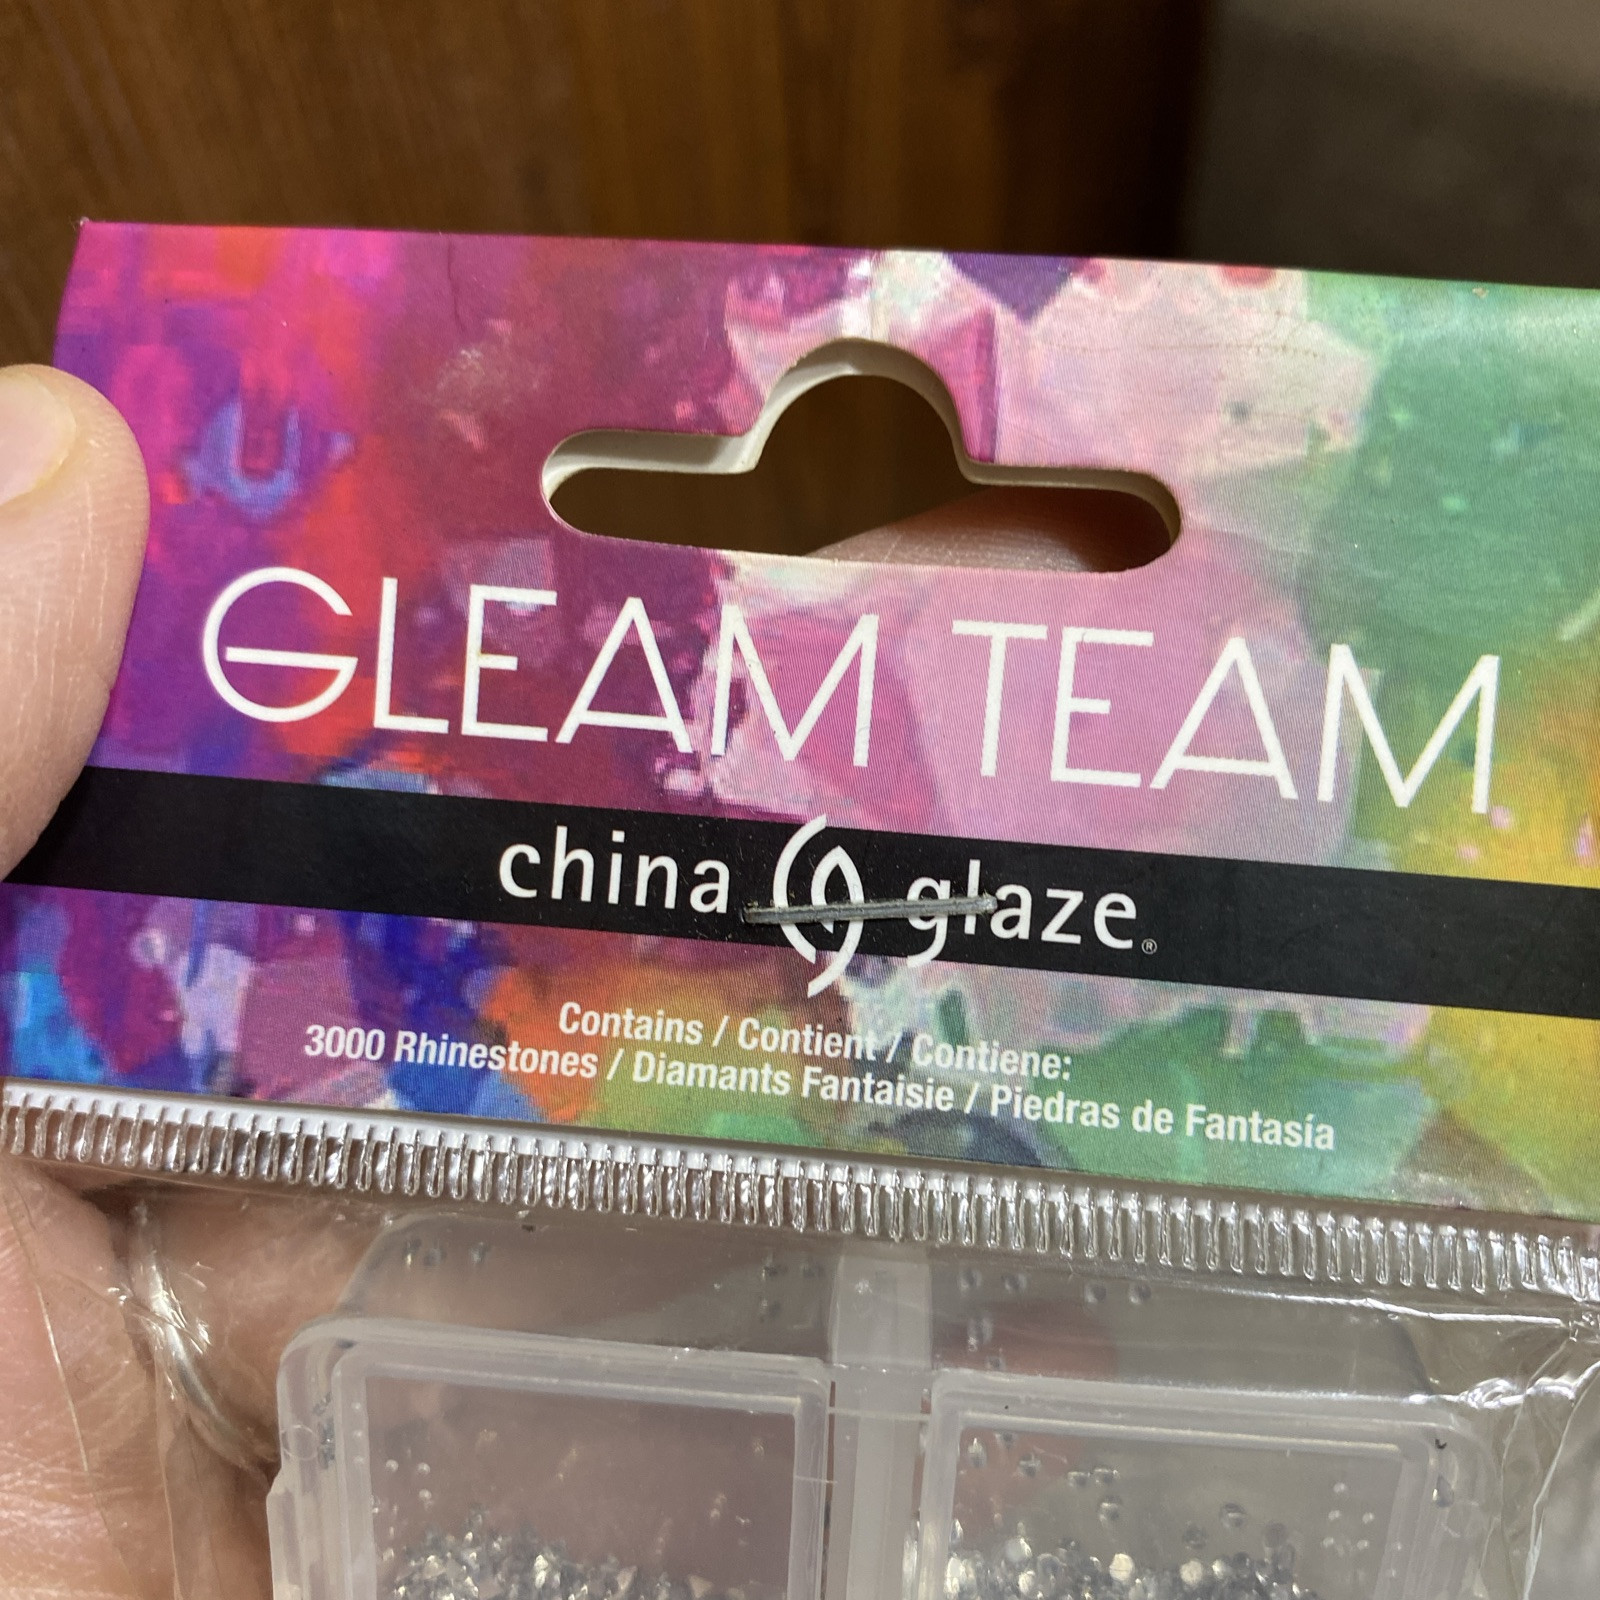 GLEAM TEAM
china glaze®
Contains / Contient / Contiene:
3000 Rhinestones / Diamants Fantaisie / Piedras de Fantasía